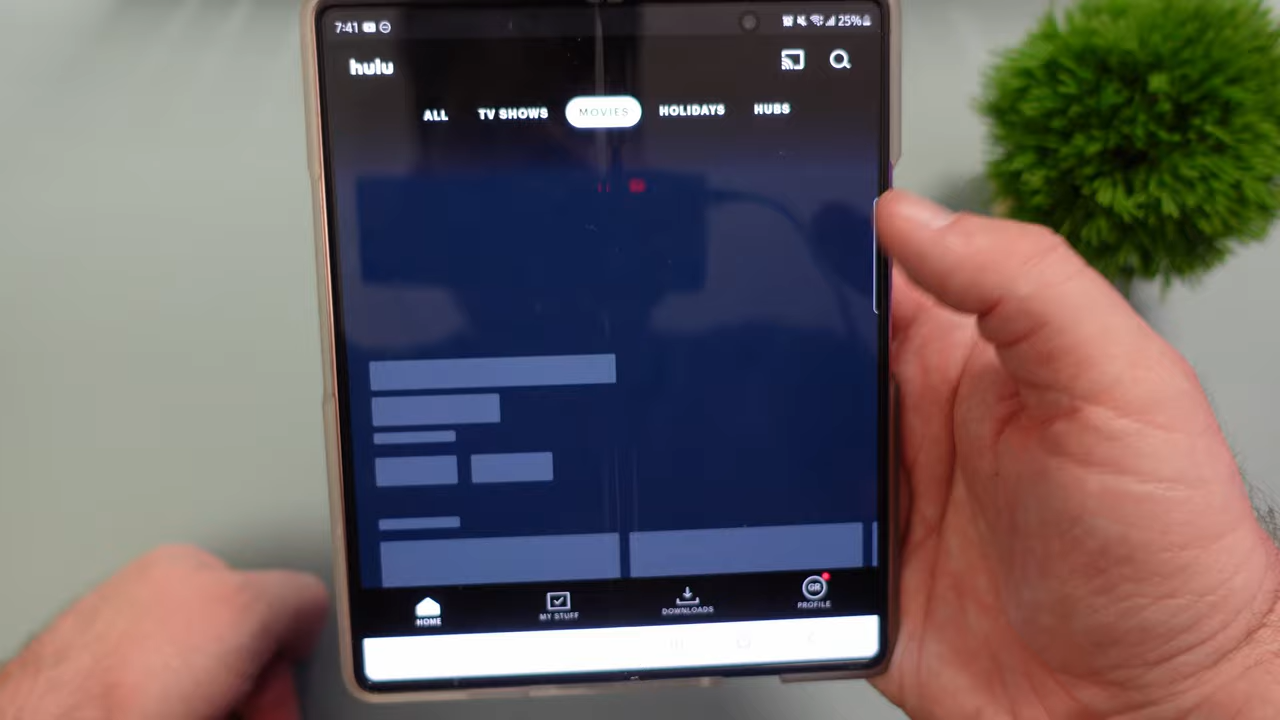 7:41 25%
hulu
ALL TV SHOWS MOVIES HOLIDAYS HUBS
GR
HOME MY STUFF DOWNLOADS PROFILE